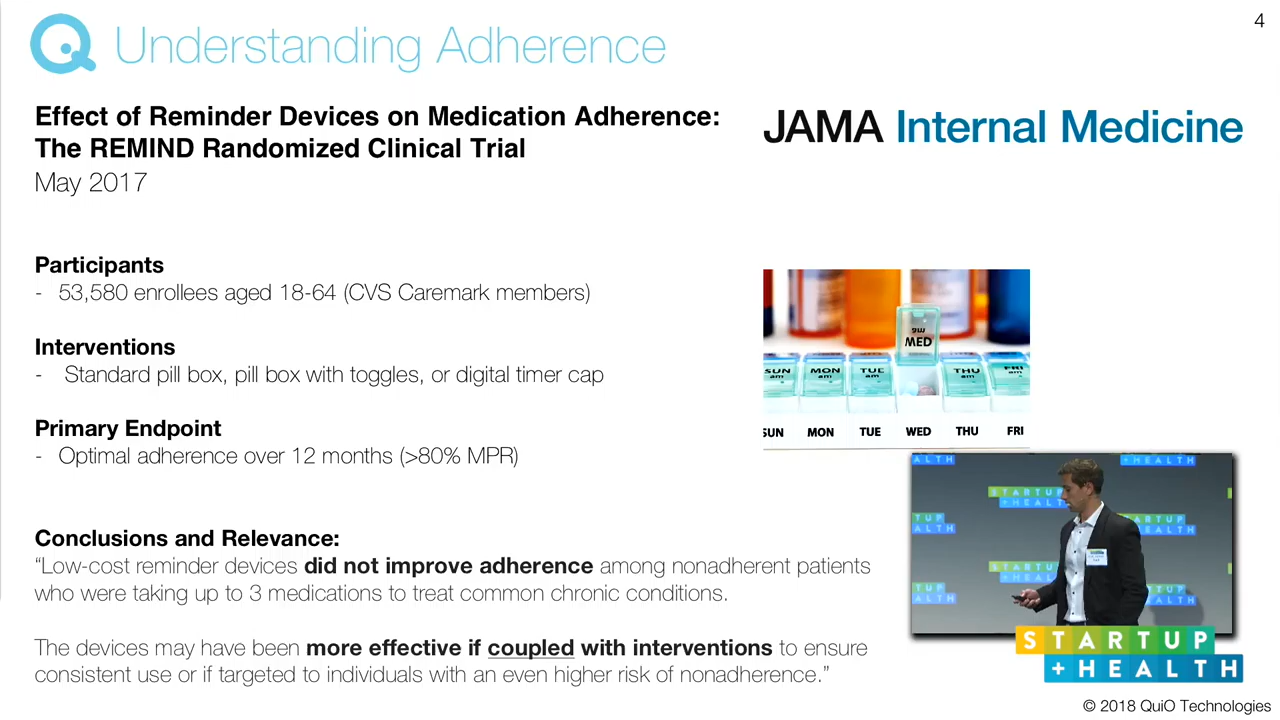 4
Understanding Adherence
Effect of Reminder Devices on Medication Adherence:
The REMIND Randomized Clinical Trial
May 2017
JAMA Internal Medicine
Participants
- 53,580 enrollees aged 18-64 (CVS Caremark members)
Interventions
- Standard pill box, pill box with toggles, or digital timer cap
Primary Endpoint
- Optimal adherence over 12 months (>80% MPR)
MED
SUN MON TUE THU FRI
am am am am
SUN MON TUE WED THU FRI
Conclusions and Relevance:
“Low-cost reminder devices did not improve adherence among nonadherent patients
who were taking up to 3 medications to treat common chronic conditions.
The devices may have been more effective if coupled with interventions to ensure
consistent use or if targeted to individuals with an even higher risk of nonadherence.”
STARTUP
+HEALTH
STARTUP
+HEALTH
© 2018 QuiO Technologies